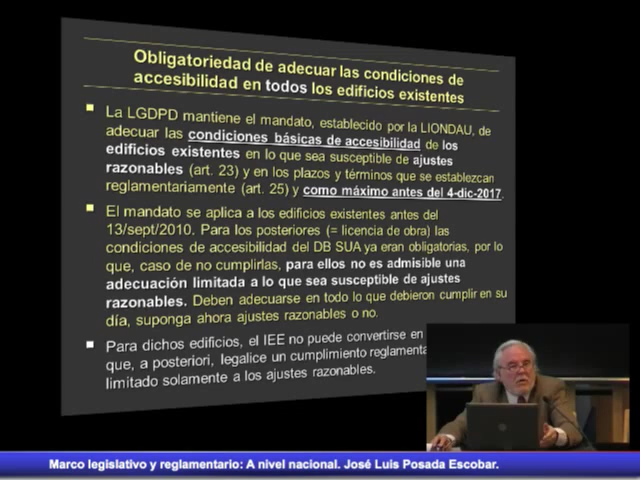 Obligatoriedad de adecuar las condiciones de
accesibilidad en todos los edificios existentes
La LGDPD mantiene el mandato, establecido por la LIONDAU, de
adecuar las condiciones básicas de accesibilidad de los
edificios existentes en lo que sea susceptible de ajustes
razonables (art. 23) y en los plazos y términos que se establezcan
reglamentariamente (art. 25) y como máximo antes del 4-dic-2017.
El mandato se aplica a los edificios existentes antes del
13/sept/2010. Para los posteriores (= licencia de obra) las
condiciones de accesibilidad del DB SUA ya eran obligatorias, por lo
que, caso de no cumplirlas, para ellos no es admisible una
adecuación limitada a lo que sea susceptible de ajustes
razonables. Deben adecuarse en todo lo que debieron cumplir en su
día, suponga ahora ajustes razonables o no.
Para dichos edificios, el IEE no puede convertirse en
que, a posteriori, legalice un cumplimiento
limitado solamente a los ajustes razonables.
Marco legislativo y reglamentario: A nivel nacional. José Luis Posada Escobar.